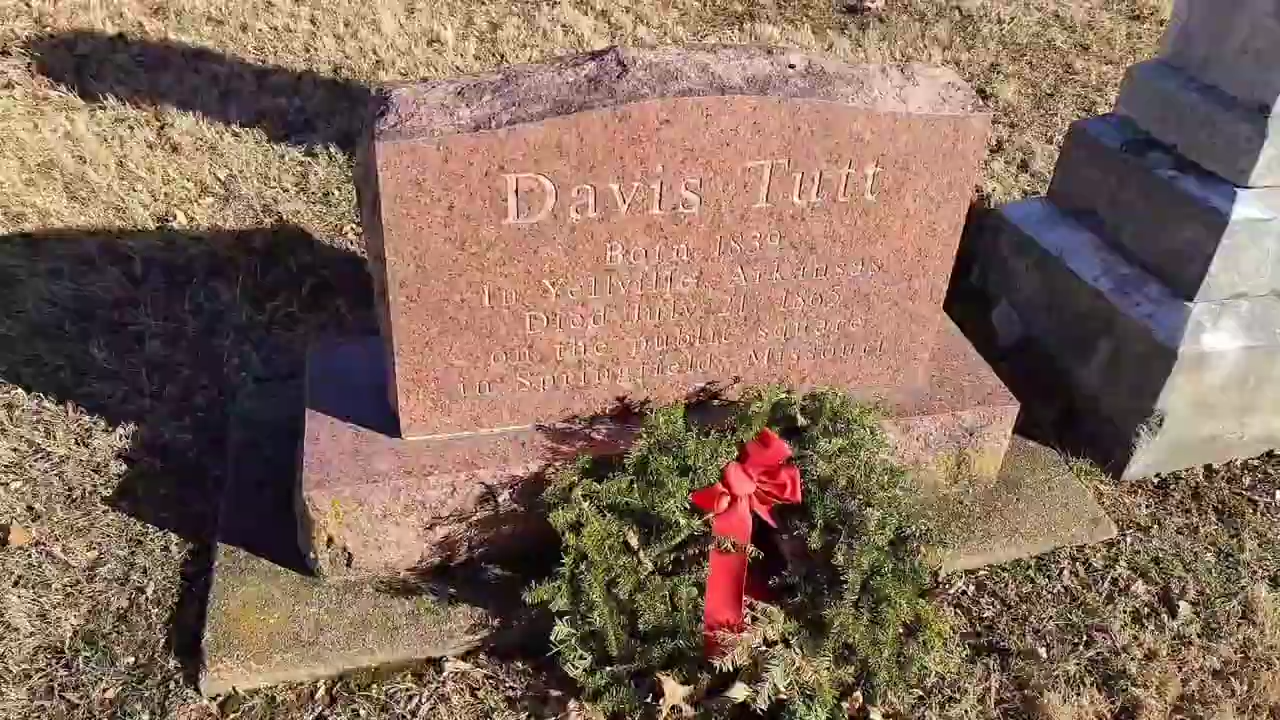 Davis Tutt
Born 1839
In Yellville, Arkansas
Died July 21, 1865
on the public square
in Springfield, Missouri